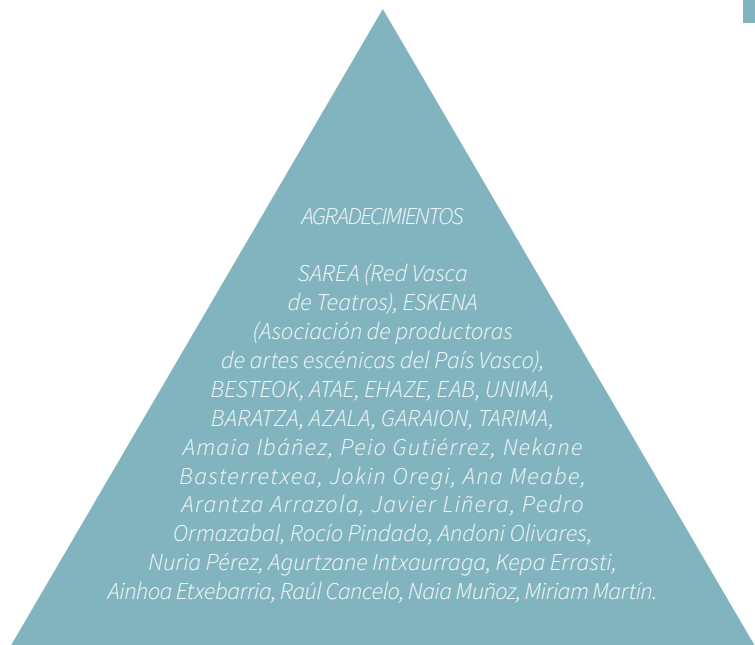 AGRADECIMIENTOS
SAREA (Red Vasca
de Teatros), ESKENA
(Asociación de productoras
de artes escénicas del País Vasco),
BESTEOK, ATAE, EHAZE, EAB, UNIMA,
BARATZA, AZALA, GARAION, TARIMA,
Amaia Ibáñez, Peio Gutiérrez, Nekane
Basterretxea, Jokin Oregi, Ana Meabe,
Arantza Arrazola, Javier Liñera, Pedro
Ormazabal, Rocío Pindado, Andoni Olivares,
Nuria Pérez, Agurtzane Intxaurraga, Kepa Errasti,
Ainhoa Etxebarria, Raúl Cancelo, Naia Muñoz, Miriam Martín.